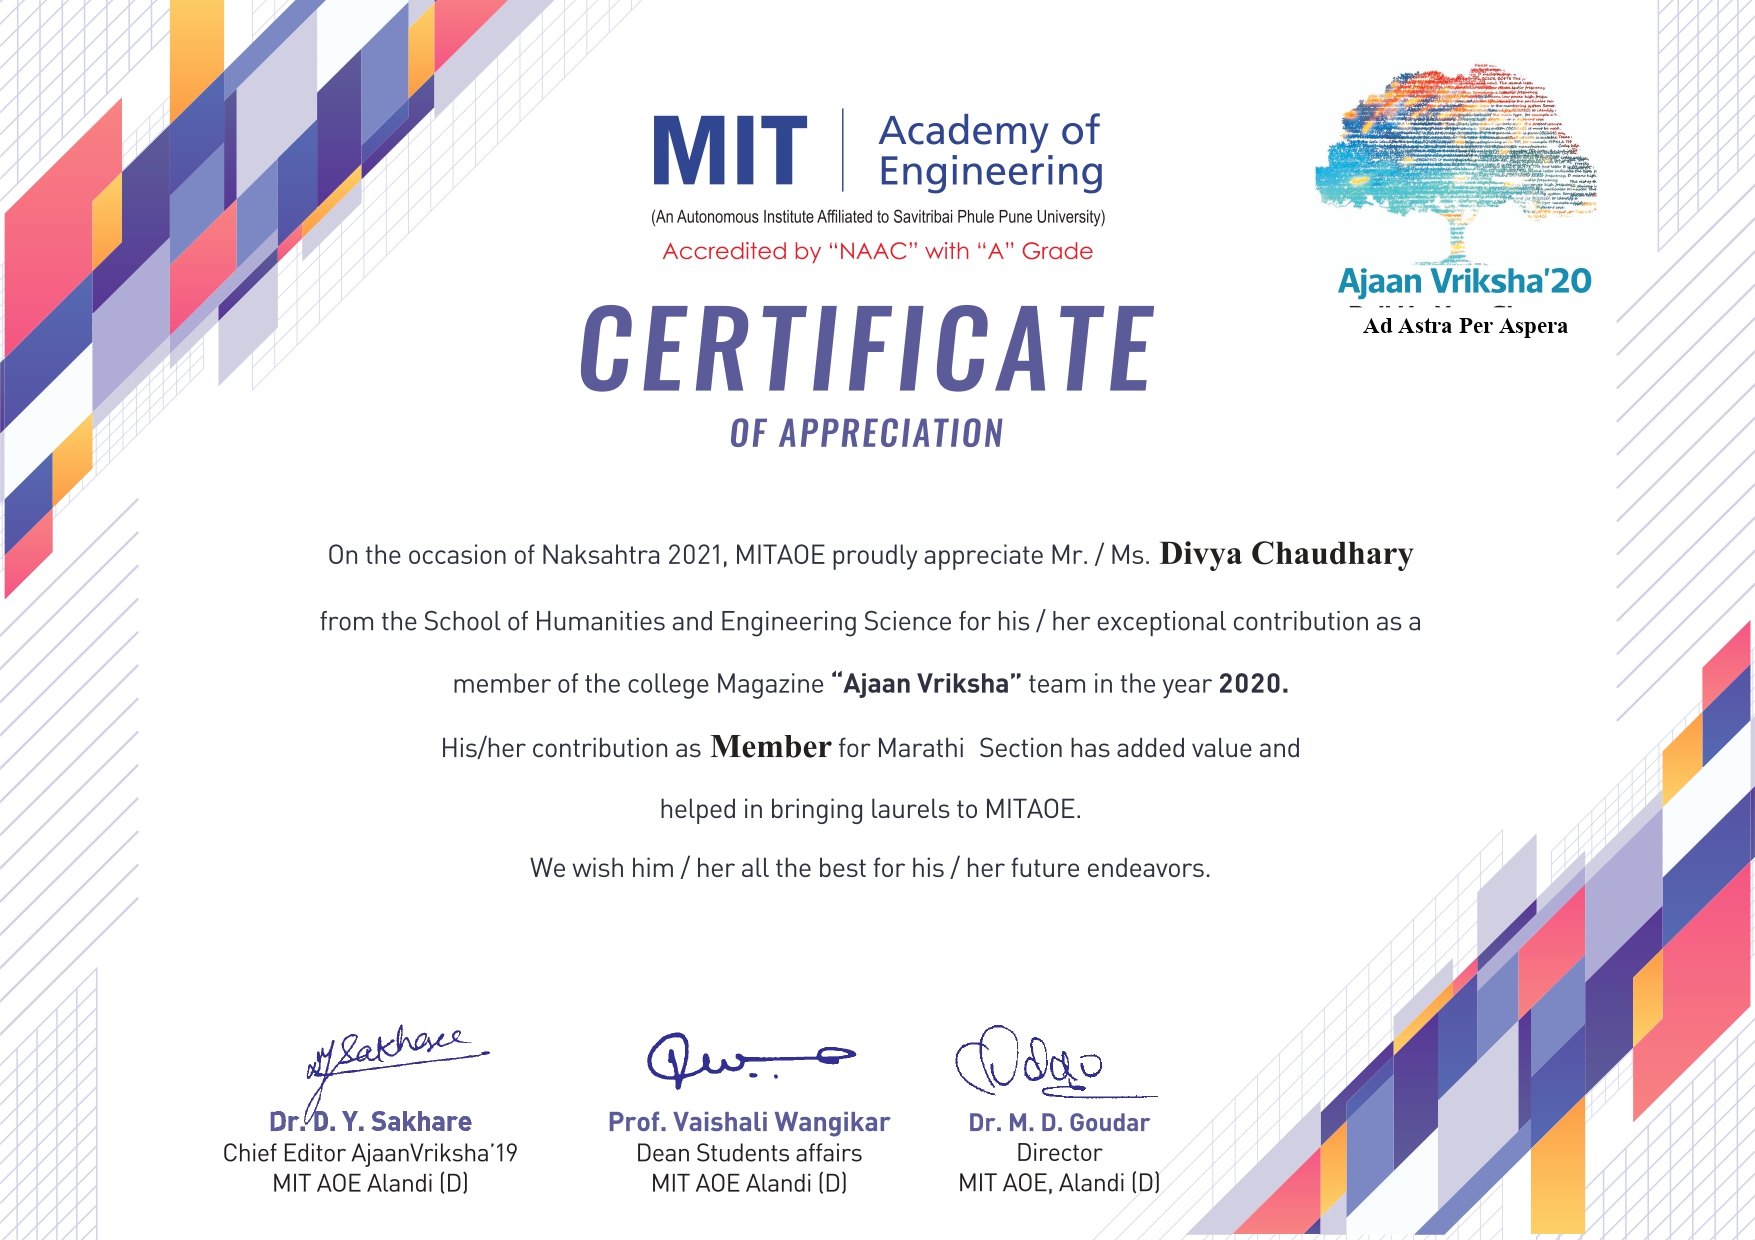 MIT
Academy of
Engineering
(An Autonomous Institute Affiliated to Savitribai Phule Pune University)
Accredited by “NAAC” with “A” Grade
Ajaan Vriksha'20
Ad Astra Per Aspera
CERTIFICATE
OF APPRECIATION
On the occasion of Naksahtra 2021, MITAOE proudly appreciate Mr. / Ms. Divya Chaudhary
from the School of Humanities and Engineering Science for his / her exceptional contribution as a
member of the college Magazine “Ajaan Vriksha” team in the year 2020.
His/her contribution as Member for Marathi Section has added value and
helped in bringing laurels to MITAOE.
We wish him / her all the best for his / her future endeavors.
Sakhare
Dr. D. Y. Sakhare
Chief Editor AjaanVriksha'19
MIT AOE Alandi (D)
Prof. Vaishali Wangikar
Dean Students affairs
MIT AOE Alandi (D)
Dr. M. D. Goudar
Director
MIT AOE, Alandi (D)